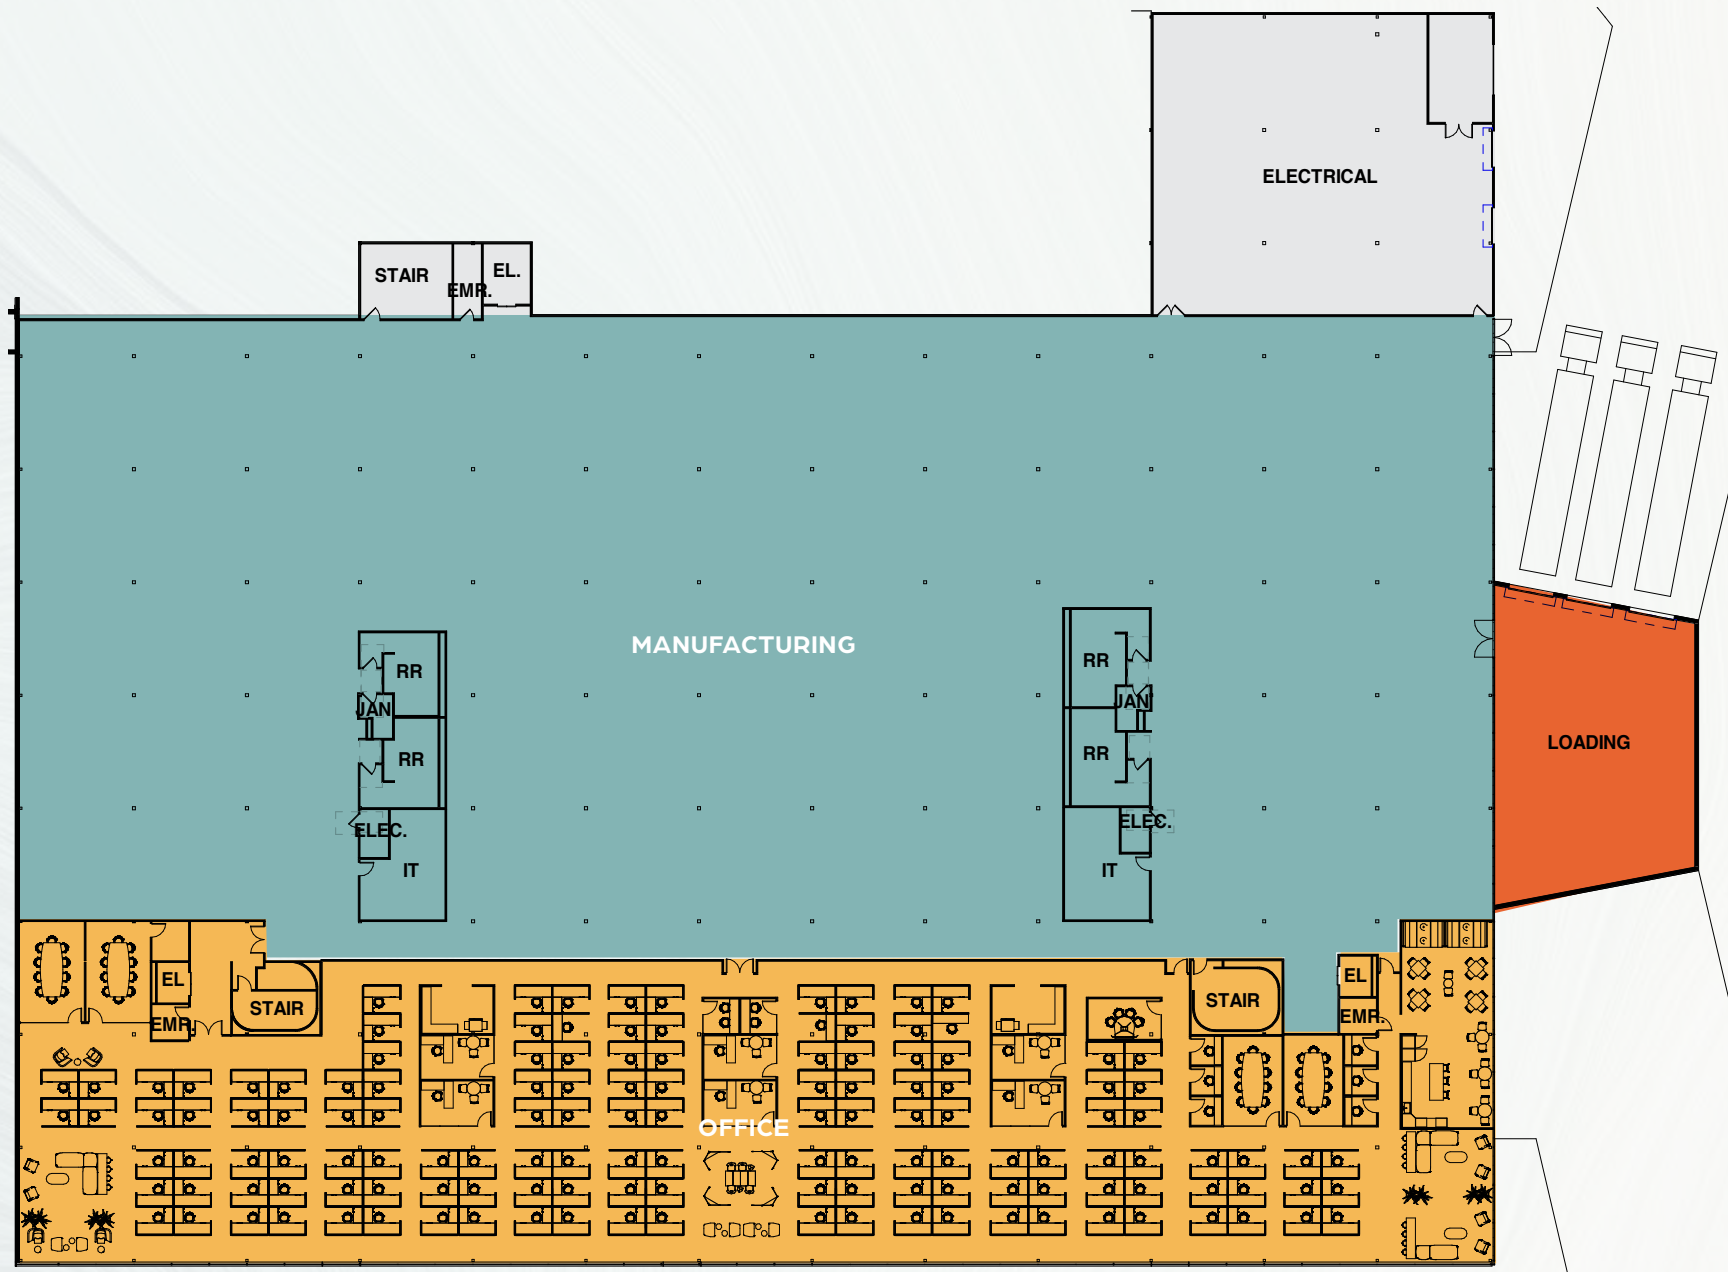 ELECTRICAL
STAIR
EMR.
EL.
MANUFACTURING
RR
JAN
RR
ELEC.
IT
RR
JAN
RR
ELEC.
IT
LOADING
EL
EMR.
STAIR
STAIR
EL
EMR.
OFFICE